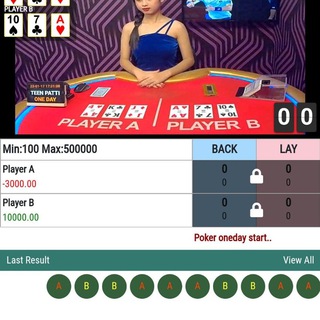 PLAYER B
10 7 A
TEEN PATTI
ONE DAY
PLAYER A | PLAYER B
0 0
Min:100 Max:500000 BACK LAY
Player A 0 0
-3000.00 0 0
Player B 0 0
10000.00 0 0
Poker oneday start..
Last Result View All
A B B A A A B B A A